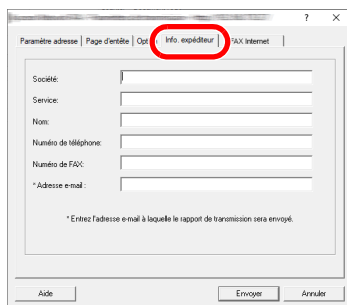 ? X
Paramètre adresse Page d'entête Opt Info. expéditeur FAX Internet
Société:
Service:
Nom:
Numéro de téléphone:
Numéro de FAX:
* Adresse e-mail :
* Entrez l'adresse e-mail à laquelle le rapport de transmission sera envoyé.
Aide Envoyer Annuler